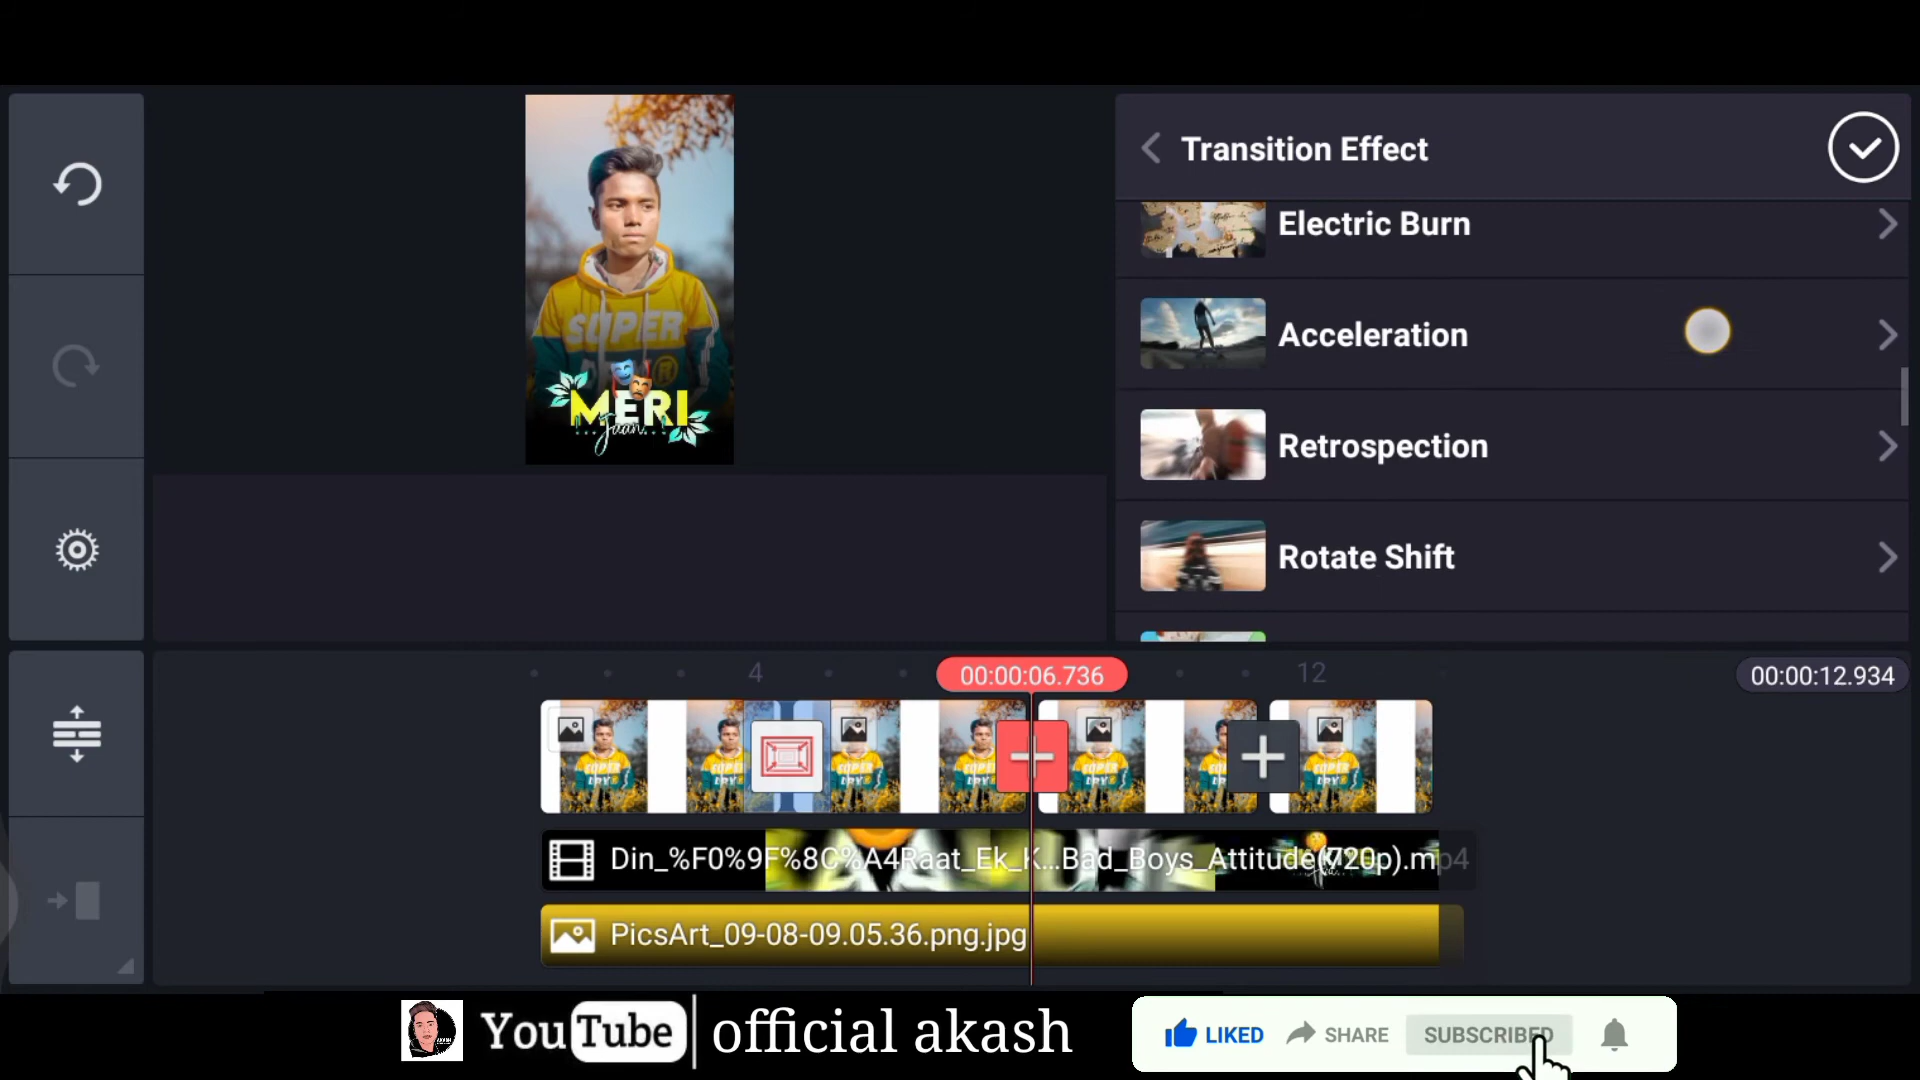 Transition Effect
Electric Burn
Acceleration
Retrospection
Rotate Shift
SUPER
MERI
Jaan
4
00:00:06.736
12
00:00:12.934
Din_%F0%9F%8C%A4Raat_Ek_K...Bad_Boys_Attitude(720p).mp4
PicsArt_09-08-09.05.36.png.jpg
YouTube official akash
LIKED SHARE SUBSCRIBED